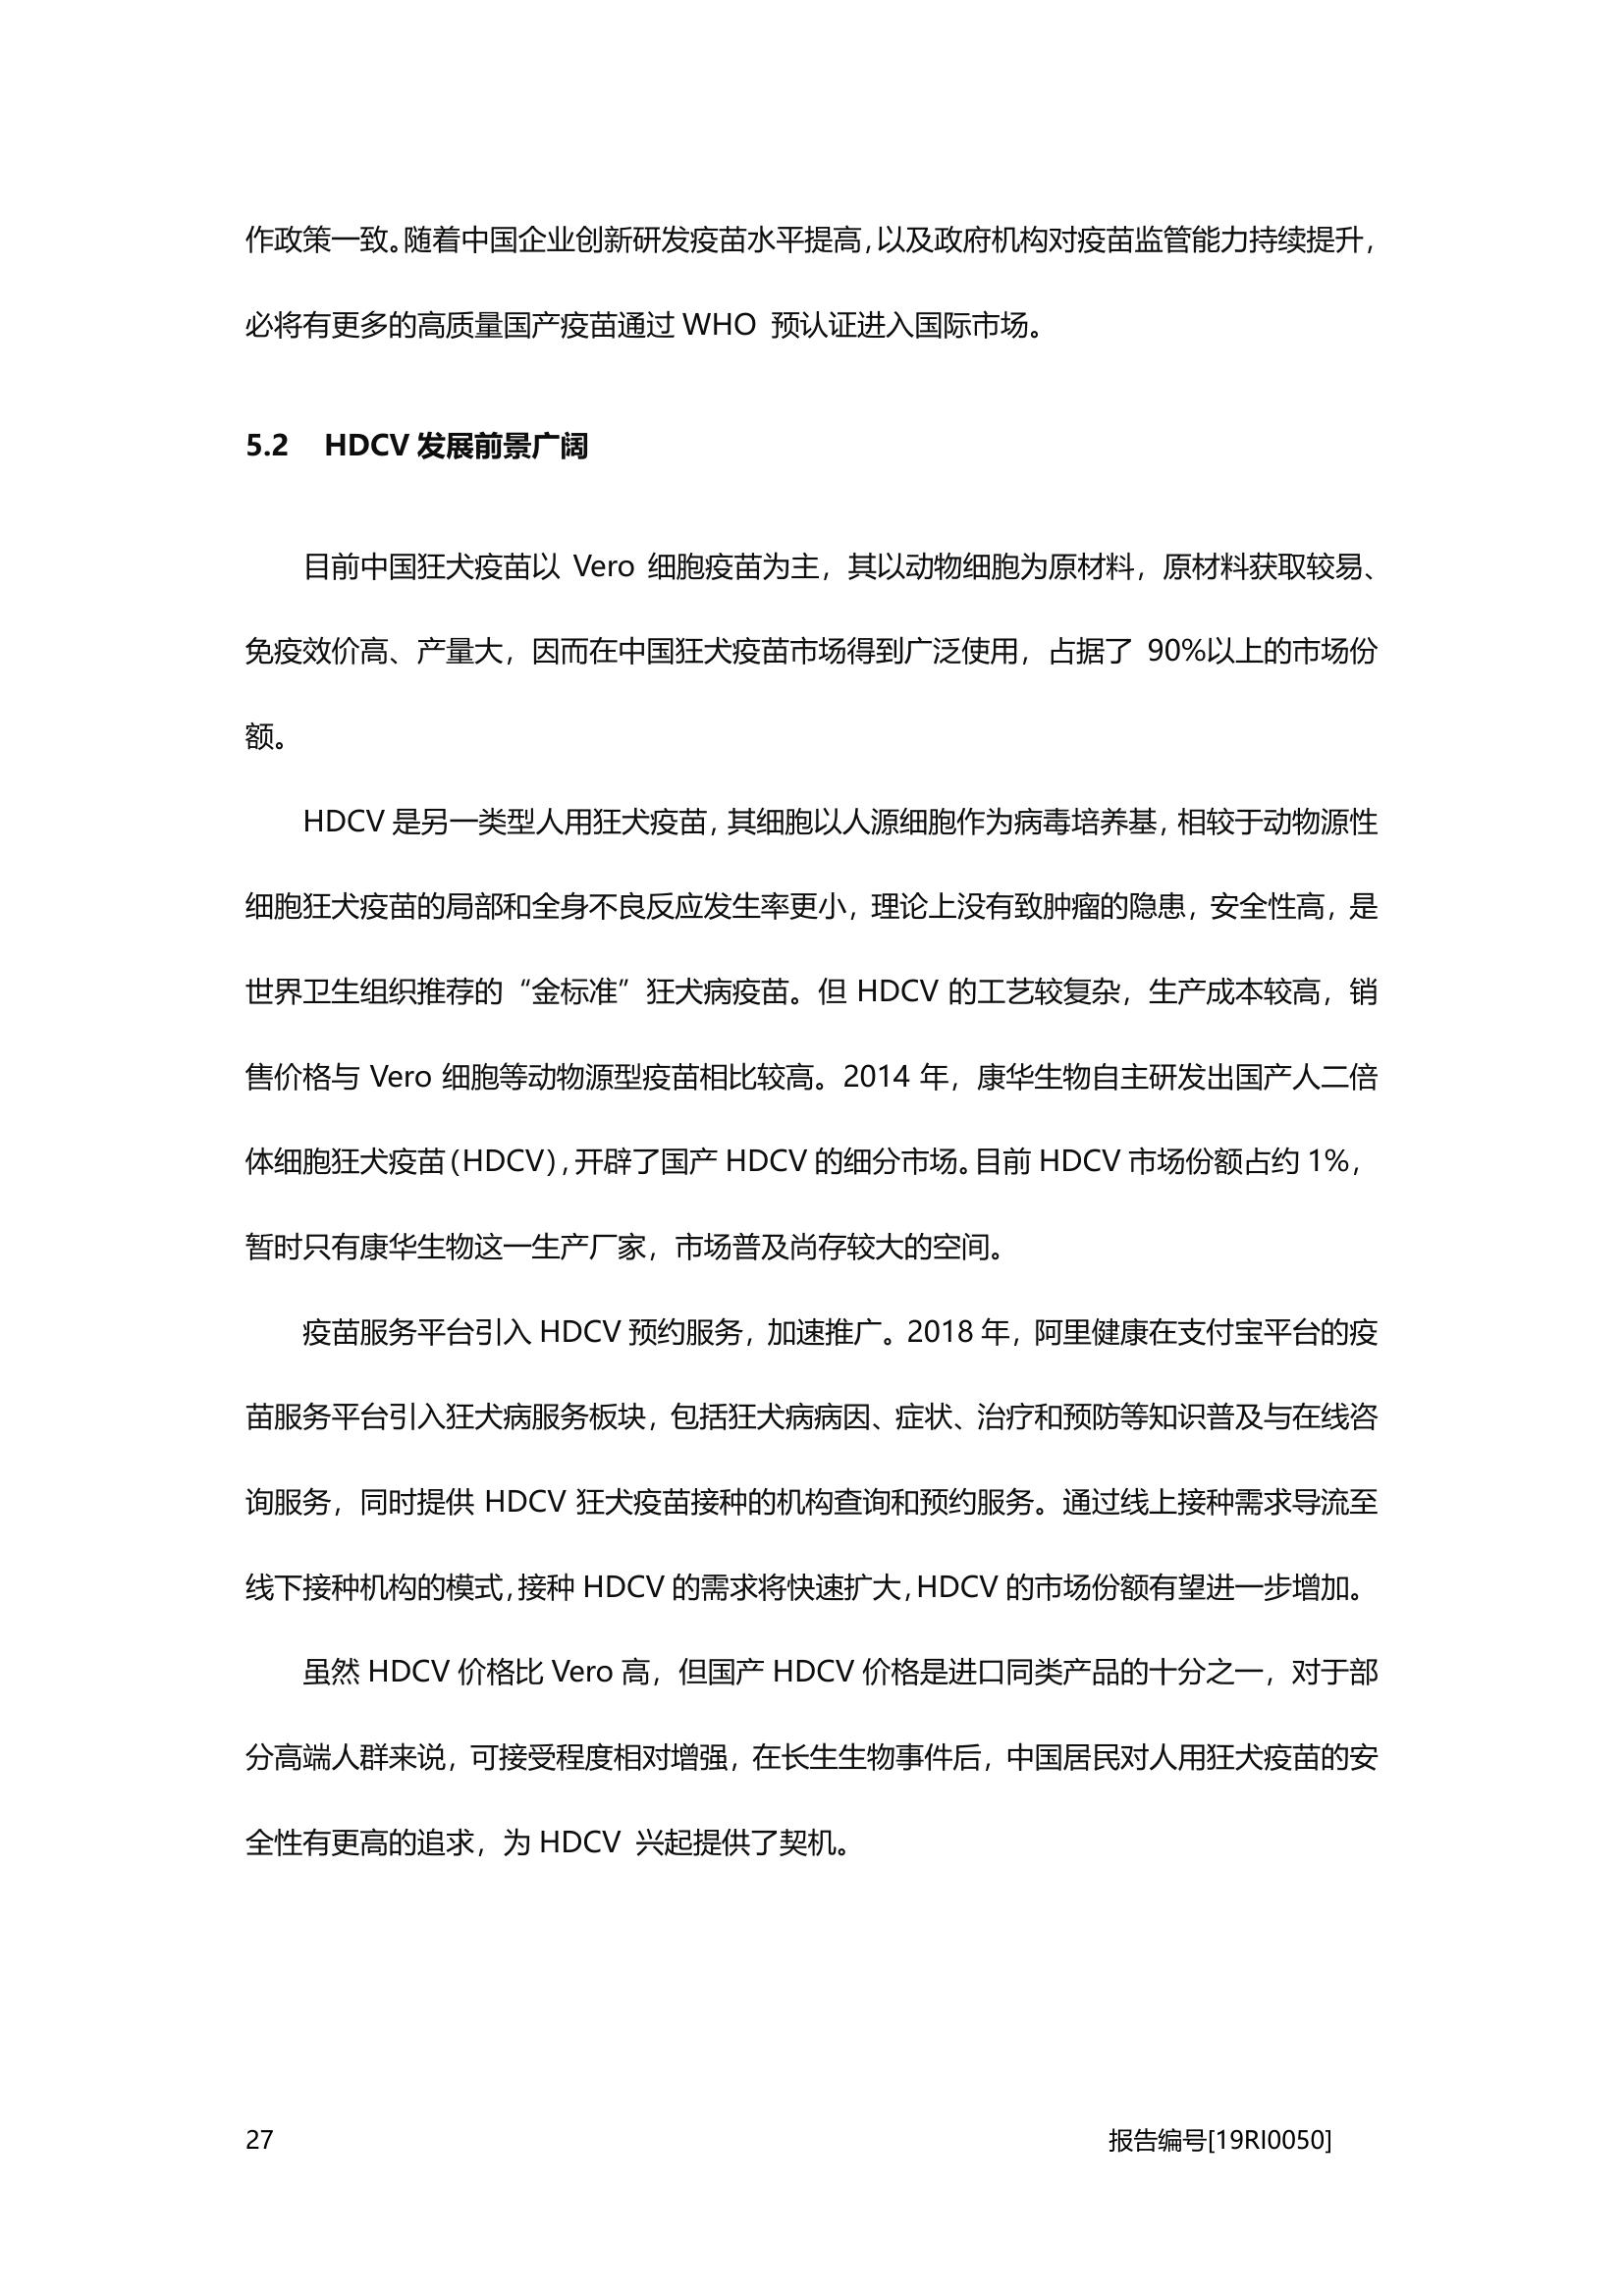 作政策一致。随着中国企业创新研发疫苗水平提高，以及政府机构对疫苗监管能力持续提升，
必将有更多的高质量国产疫苗通过 WHO 预认证进入国际市场。
5.2 HDCV 发展前景广阔
目前中国狂犬疫苗以 Vero 细胞疫苗为主，其以动物细胞为原材料，原材料获取较易、
免疫效价高、产量大，因而在中国狂犬疫苗市场得到广泛使用，占据了 90%以上的市场份
额。
HDCV 是另一类型人用狂犬疫苗，其细胞以人源细胞作为病毒培养基，相较于动物源性
细胞狂犬疫苗的局部和全身不良反应发生率更小，理论上没有致肿瘤的隐患，安全性高，是
世界卫生组织推荐的“金标准”狂犬病疫苗。但 HDCV 的工艺较复杂，生产成本较高，销
售价格与 Vero 细胞等动物源型疫苗相比较高。2014 年，康华生物自主研发出国产人二倍
体细胞狂犬疫苗（HDCV），开辟了国产 HDCV 的细分市场。目前 HDCV 市场份额占约 1%，
暂时只有康华生物这一生产厂家，市场普及尚存较大的空间。
疫苗服务平台引入 HDCV 预约服务，加速推广。2018 年，阿里健康在支付宝平台的疫
苗服务平台引入狂犬病服务板块，包括狂犬病病因、症状、治疗和预防等知识普及与在线咨
询服务，同时提供 HDCV 狂犬疫苗接种的机构查询和预约服务。通过线上接种需求导流至
线下接种机构的模式，接种 HDCV 的需求将快速扩大，HDCV 的市场份额有望进一步增加。
虽然 HDCV 价格比 Vero 高，但国产 HDCV 价格是进口同类产品的十分之一，对于部
分高端人群来说，可接受程度相对增强，在长生生物事件后，中国居民对人用狂犬疫苗的安
全性有更高的追求，为 HDCV 兴起提供了契机。
27 报告编号[19RI0050]